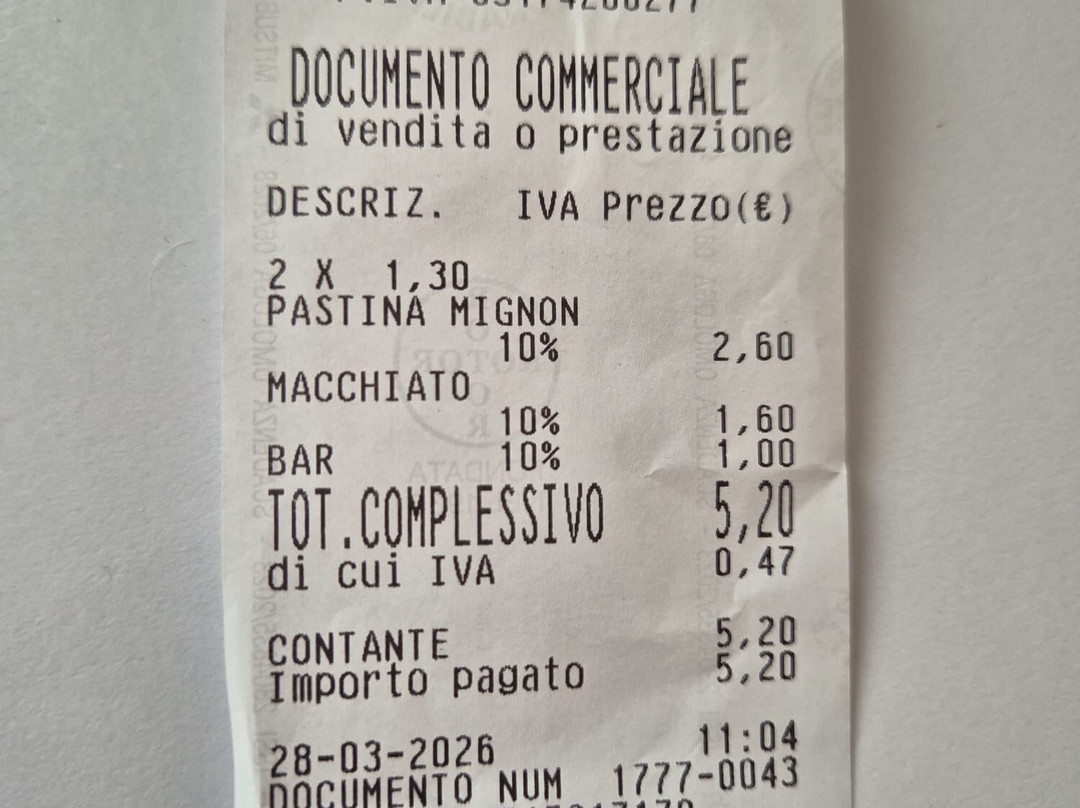 DOCUMENTO COMMERCIALE
di vendita o prestazione
DESCRIZ. IVA Prezzo(€)
2 X 1,30
PASTINA MIGNON
10% 2,60
MACCHIATO
10% 1,60
BAR 10% 1,00
TOT.COMPLESSIVO 5,20
di cui IVA 0,47
CONTANTE 5,20
Importo pagato 5,20
28-03-2026 11:04
DOCUMENTO NUM 1777-0043